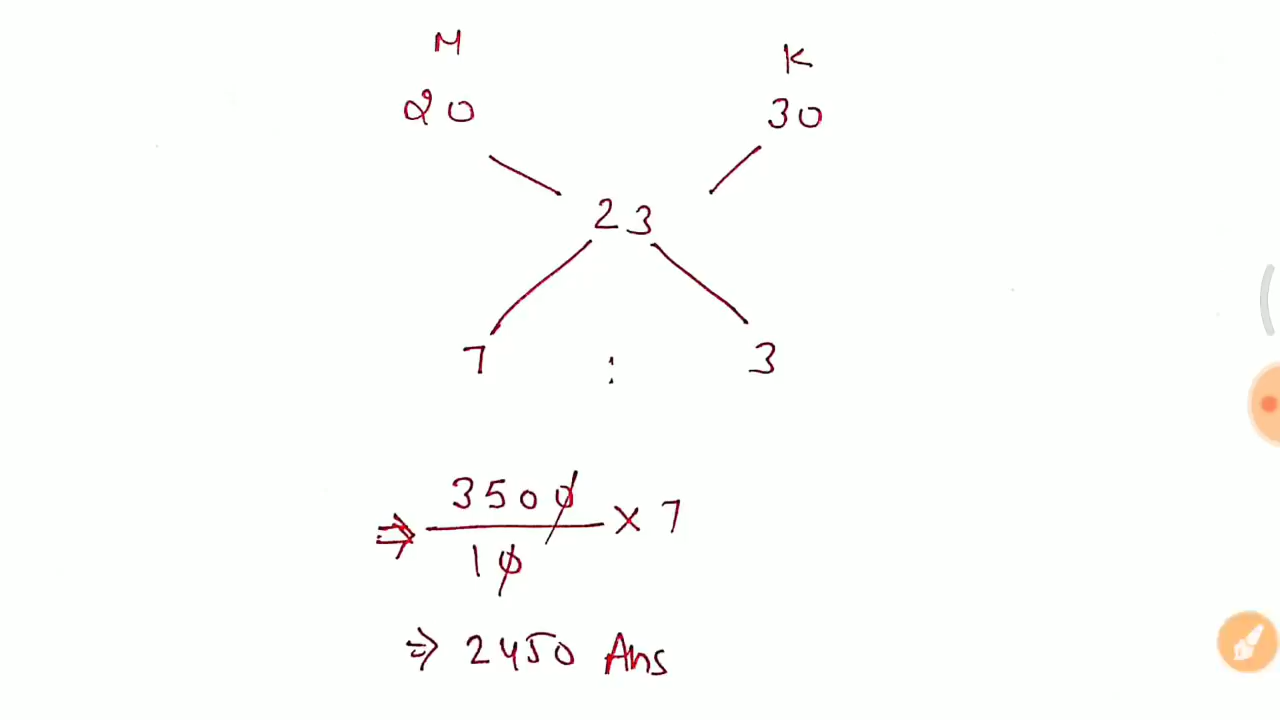 M K
20 30
23
7 : 3
⇒ 3500/10 × 7
⇒ 2450 Ans